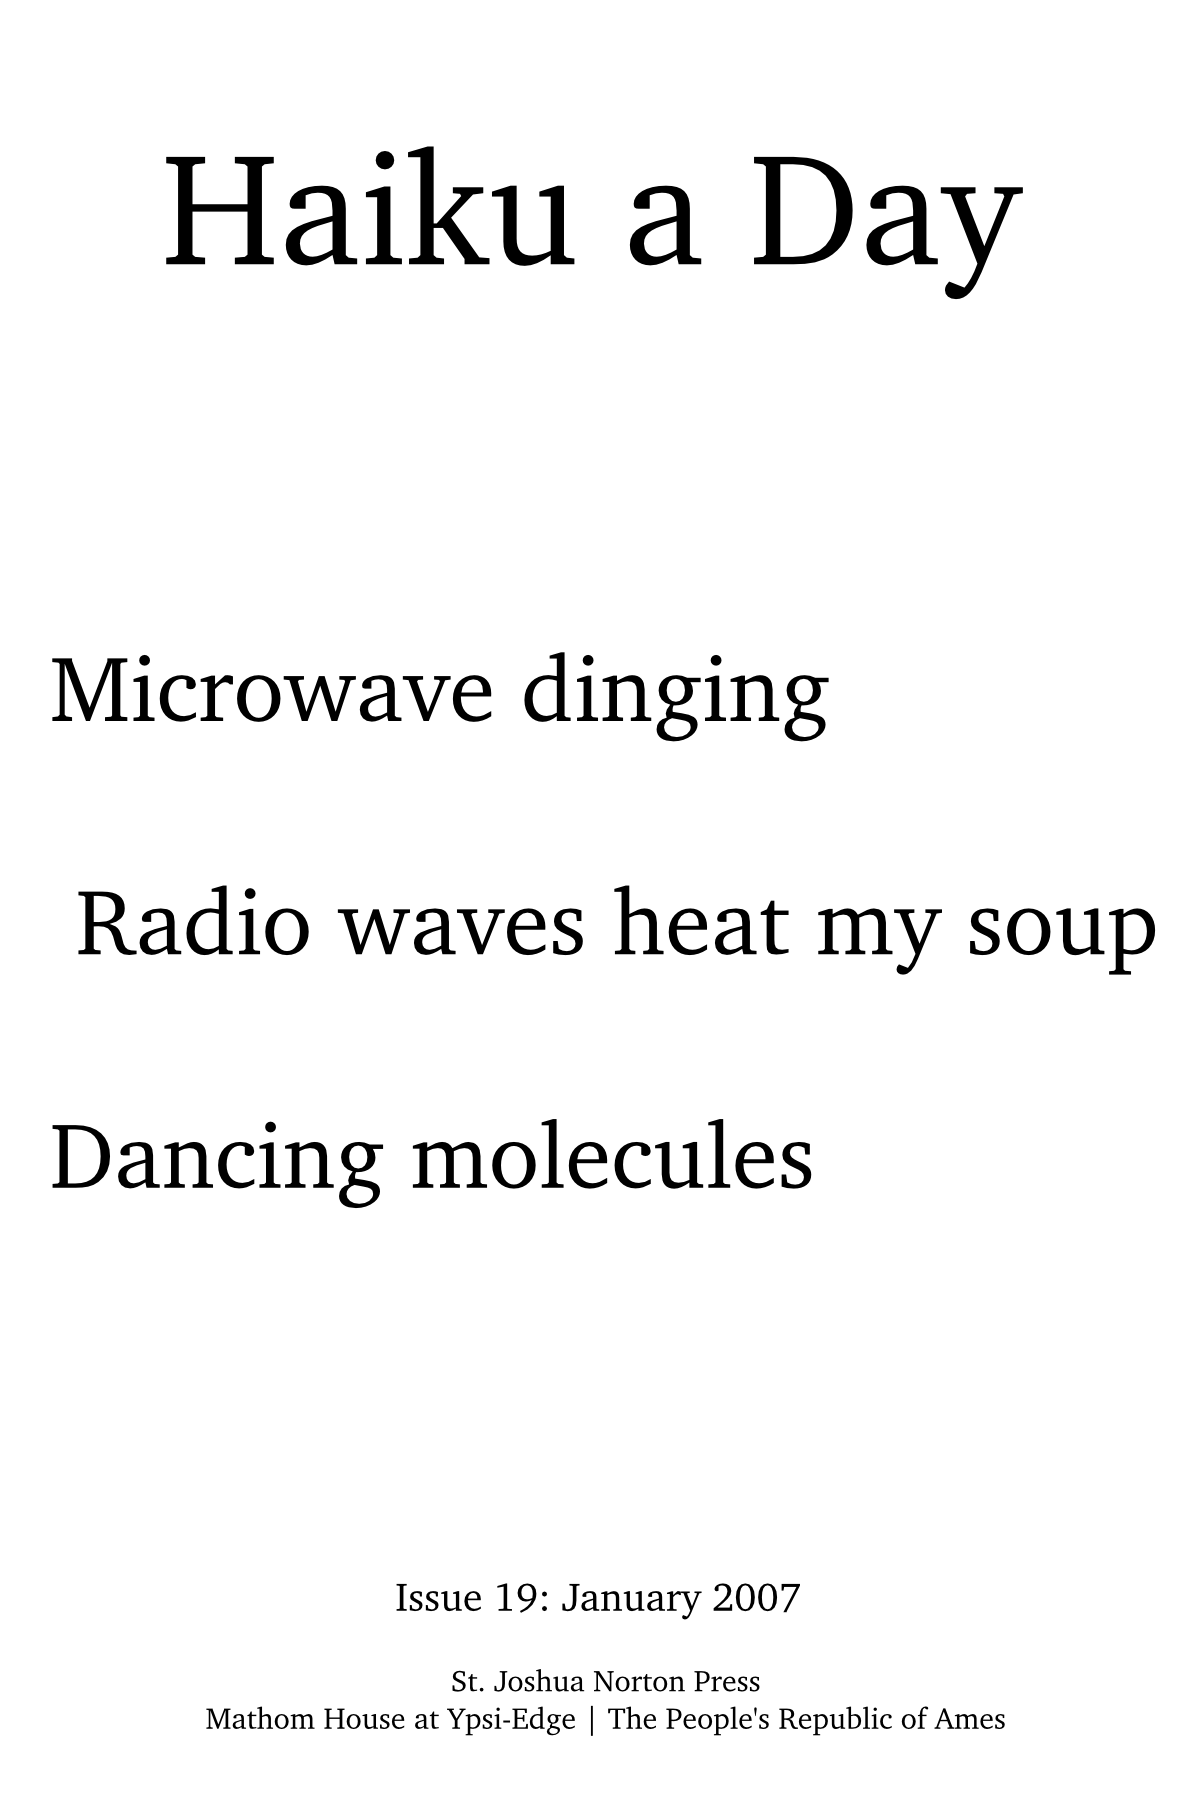 Haiku a Day
Microwave dinging
Radio waves heat my soup
Dancing molecules
Issue 19: January 2007
St. Joshua Norton Press
Mathom House at Ypsi-Edge | The People's Republic of Ames